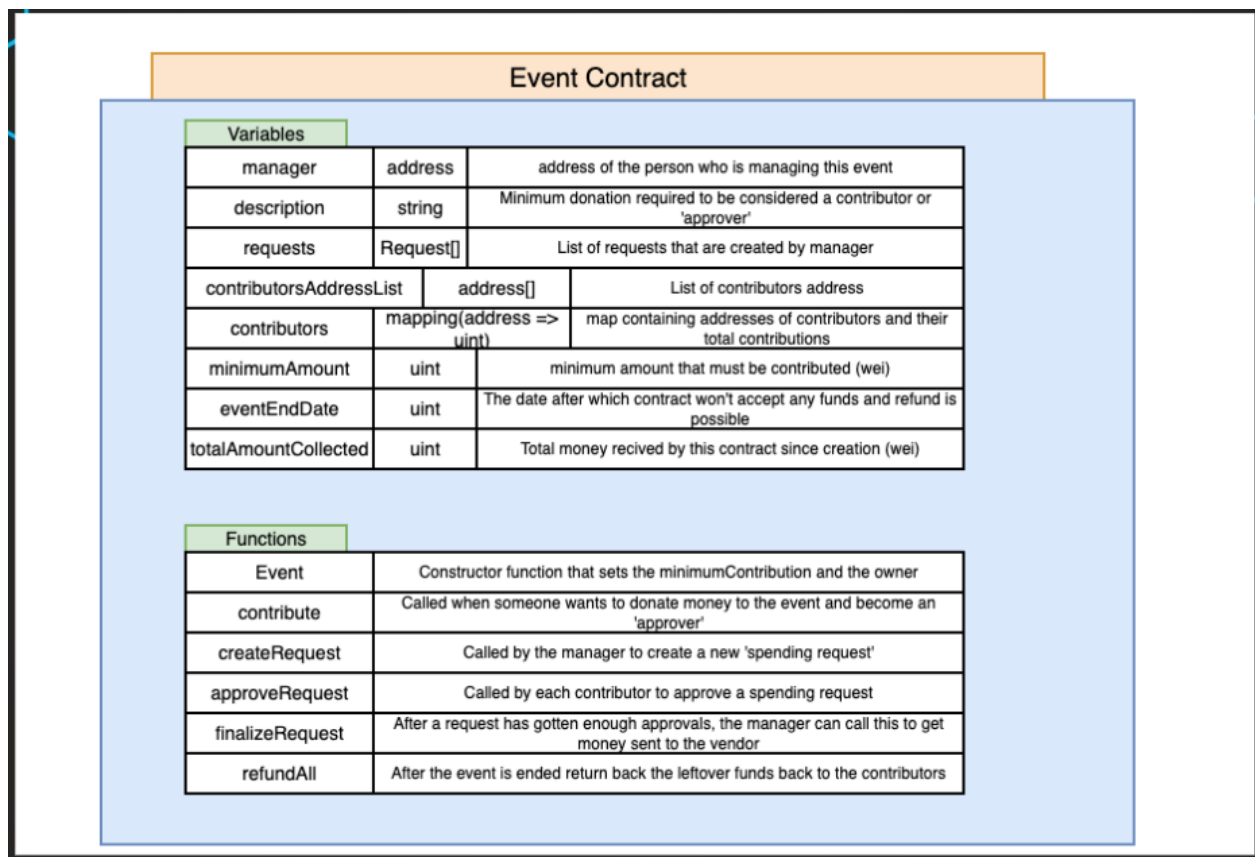 Event Contract
Variables
manager address address of the person who is managing this event
description string Minimum donation required to be considered a contributor or
'approver'
requests Request[] List of requests that are created by manager
contributorsAddressList address[] List of contributors address
contributors mapping(address =>
uint) map containing addresses of contributors and their
total contributions
minimumAmount uint minimum amount that must be contributed (wei)
eventEndDate uint The date after which contract won't accept any funds and refund is
possible
totalAmountCollected uint Total money recived by this contract since creation (wei)
Functions
Event Constructor function that sets the minimumContribution and the owner
contribute Called when someone wants to donate money to the event and become an
'approver'
createRequest Called by the manager to create a new 'spending request'
approveRequest Called by each contributor to approve a spending request
finalizeRequest After a request has gotten enough approvals, the manager can call this to get
money sent to the vendor
refundAll After the event is ended return back the leftover funds back to the contributors